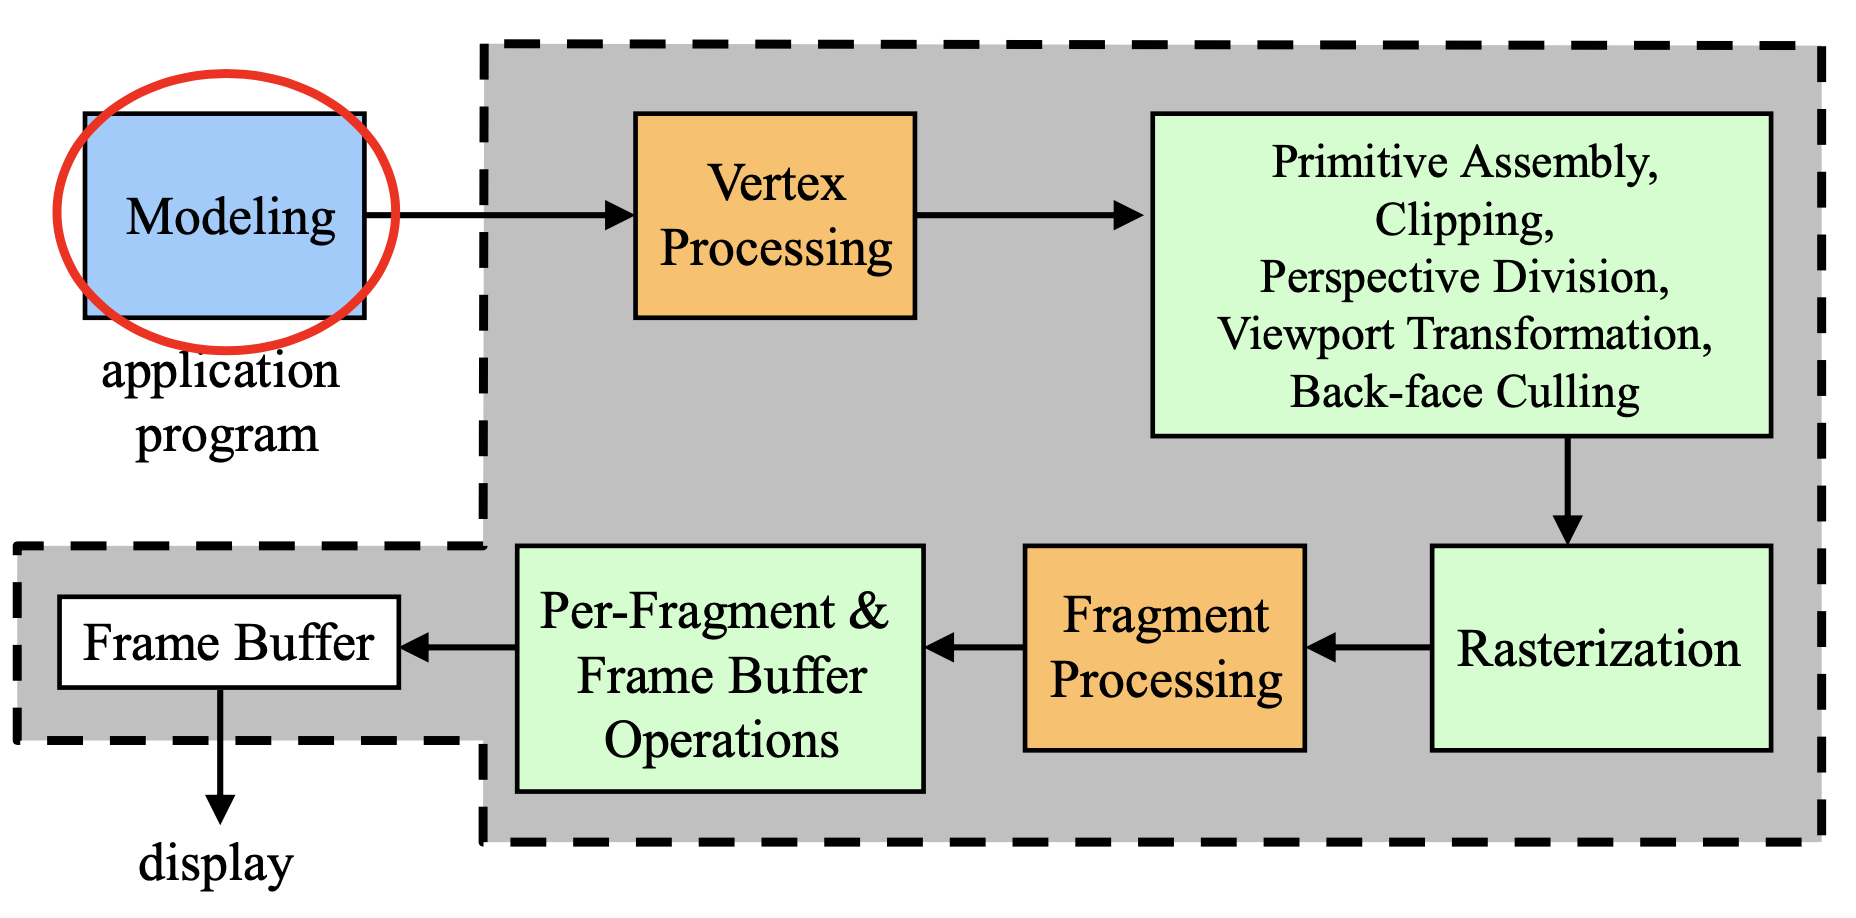 Modeling
application
program
Vertex
Processing
Primitive Assembly,
Clipping,
Perspective Division,
Viewport Transformation,
Back-face Culling
Rasterization
Fragment
Processing
Per-Fragment &
Frame Buffer
Operations
Frame Buffer
display